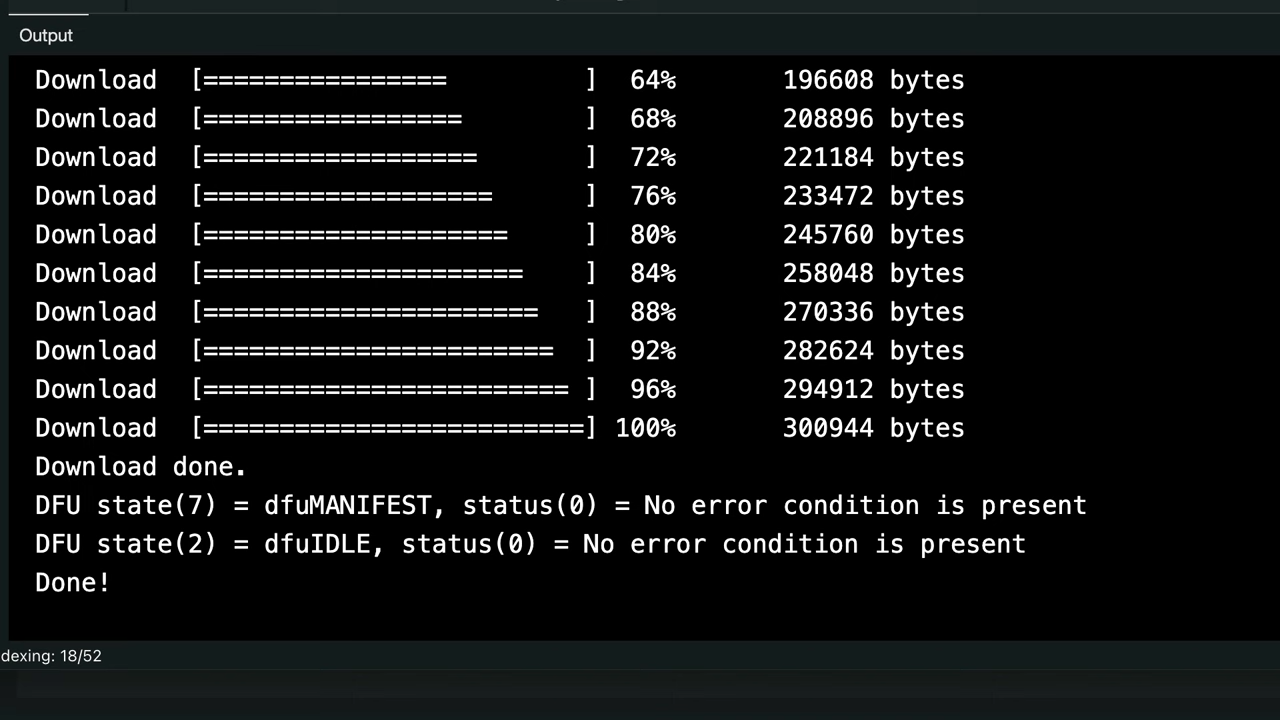 Output
Download [================ ] 64% 196608 bytes
Download [================= ] 68% 208896 bytes
Download [================== ] 72% 221184 bytes
Download [=================== ] 76% 233472 bytes
Download [==================== ] 80% 245760 bytes
Download [===================== ] 84% 258048 bytes
Download [====================== ] 88% 270336 bytes
Download [======================= ] 92% 282624 bytes
Download [======================== ] 96% 294912 bytes
Download [=========================] 100% 300944 bytes
Download done.
DFU state(7) = dfuMANIFEST, status(0) = No error condition is present
DFU state(2) = dfuIDLE, status(0) = No error condition is present
Done!
dexing: 18/52